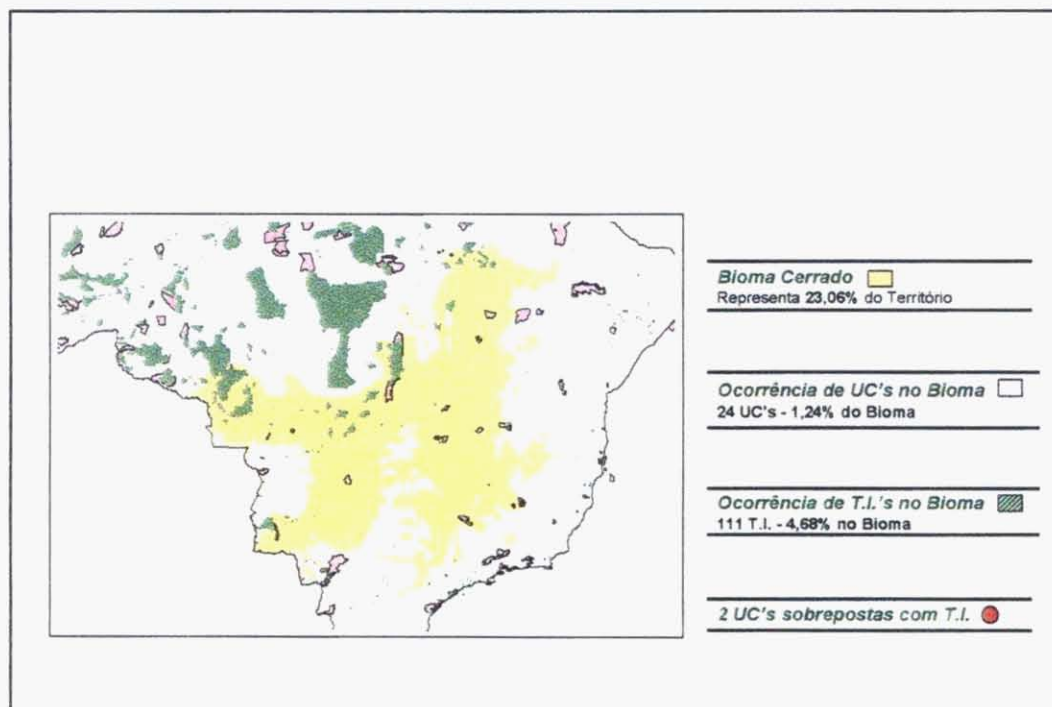 Bioma Cerrado
Representa 23,06% do Território
Ocorrência de UC's no Bioma
24 UC's - 1,24% do Bioma
Ocorrência de T.I.'s no Bioma
111 T.I. - 4,68% no Bioma
2 UC's sobrepostas com T.I.